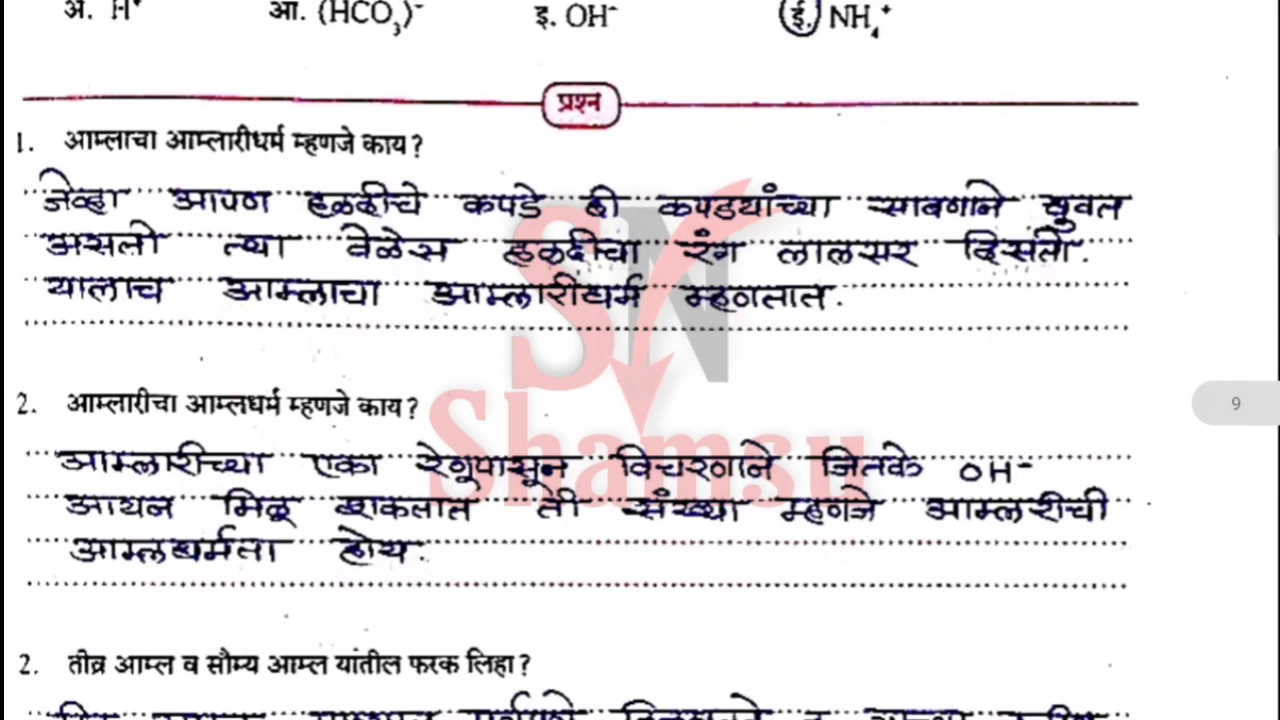 अ. H⁺ आ. (HCO₃)⁻ इ. OH⁻ ई. NH₄⁺
प्रश्न
1. आम्लाचा आम्लारीधर्म म्हणजे काय?
जेव्हा आपण हळदीचे कपडे ही कपडयांच्या साबणाने धुवत
असतो त्या वेळेस हळदीचा रंग लालसर दिसतो.
यालाच आम्लाचा आम्लारीधर्म म्हणतात.
2. आम्लारीचा आम्लधर्म म्हणजे काय?
आम्लारीच्या एका रेणुपासून विचरणाने जितके OH⁻
आयन मिळू शकतात ती संख्या म्हणजे आम्लरीची
आम्लधर्मता होय.
2. तीव्र आम्ल व सौम्य आम्ल यांतील फरक लिहा?
SN
Shamsu
9